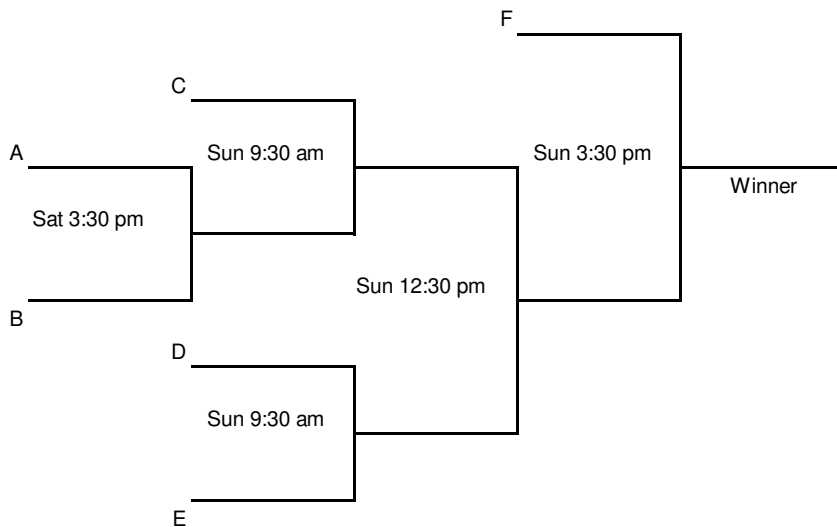 F
C
A
Sun 9:30 am
Sun 3:30 pm
Winner
Sat 3:30 pm
Sun 12:30 pm
B
D
Sun 9:30 am
E